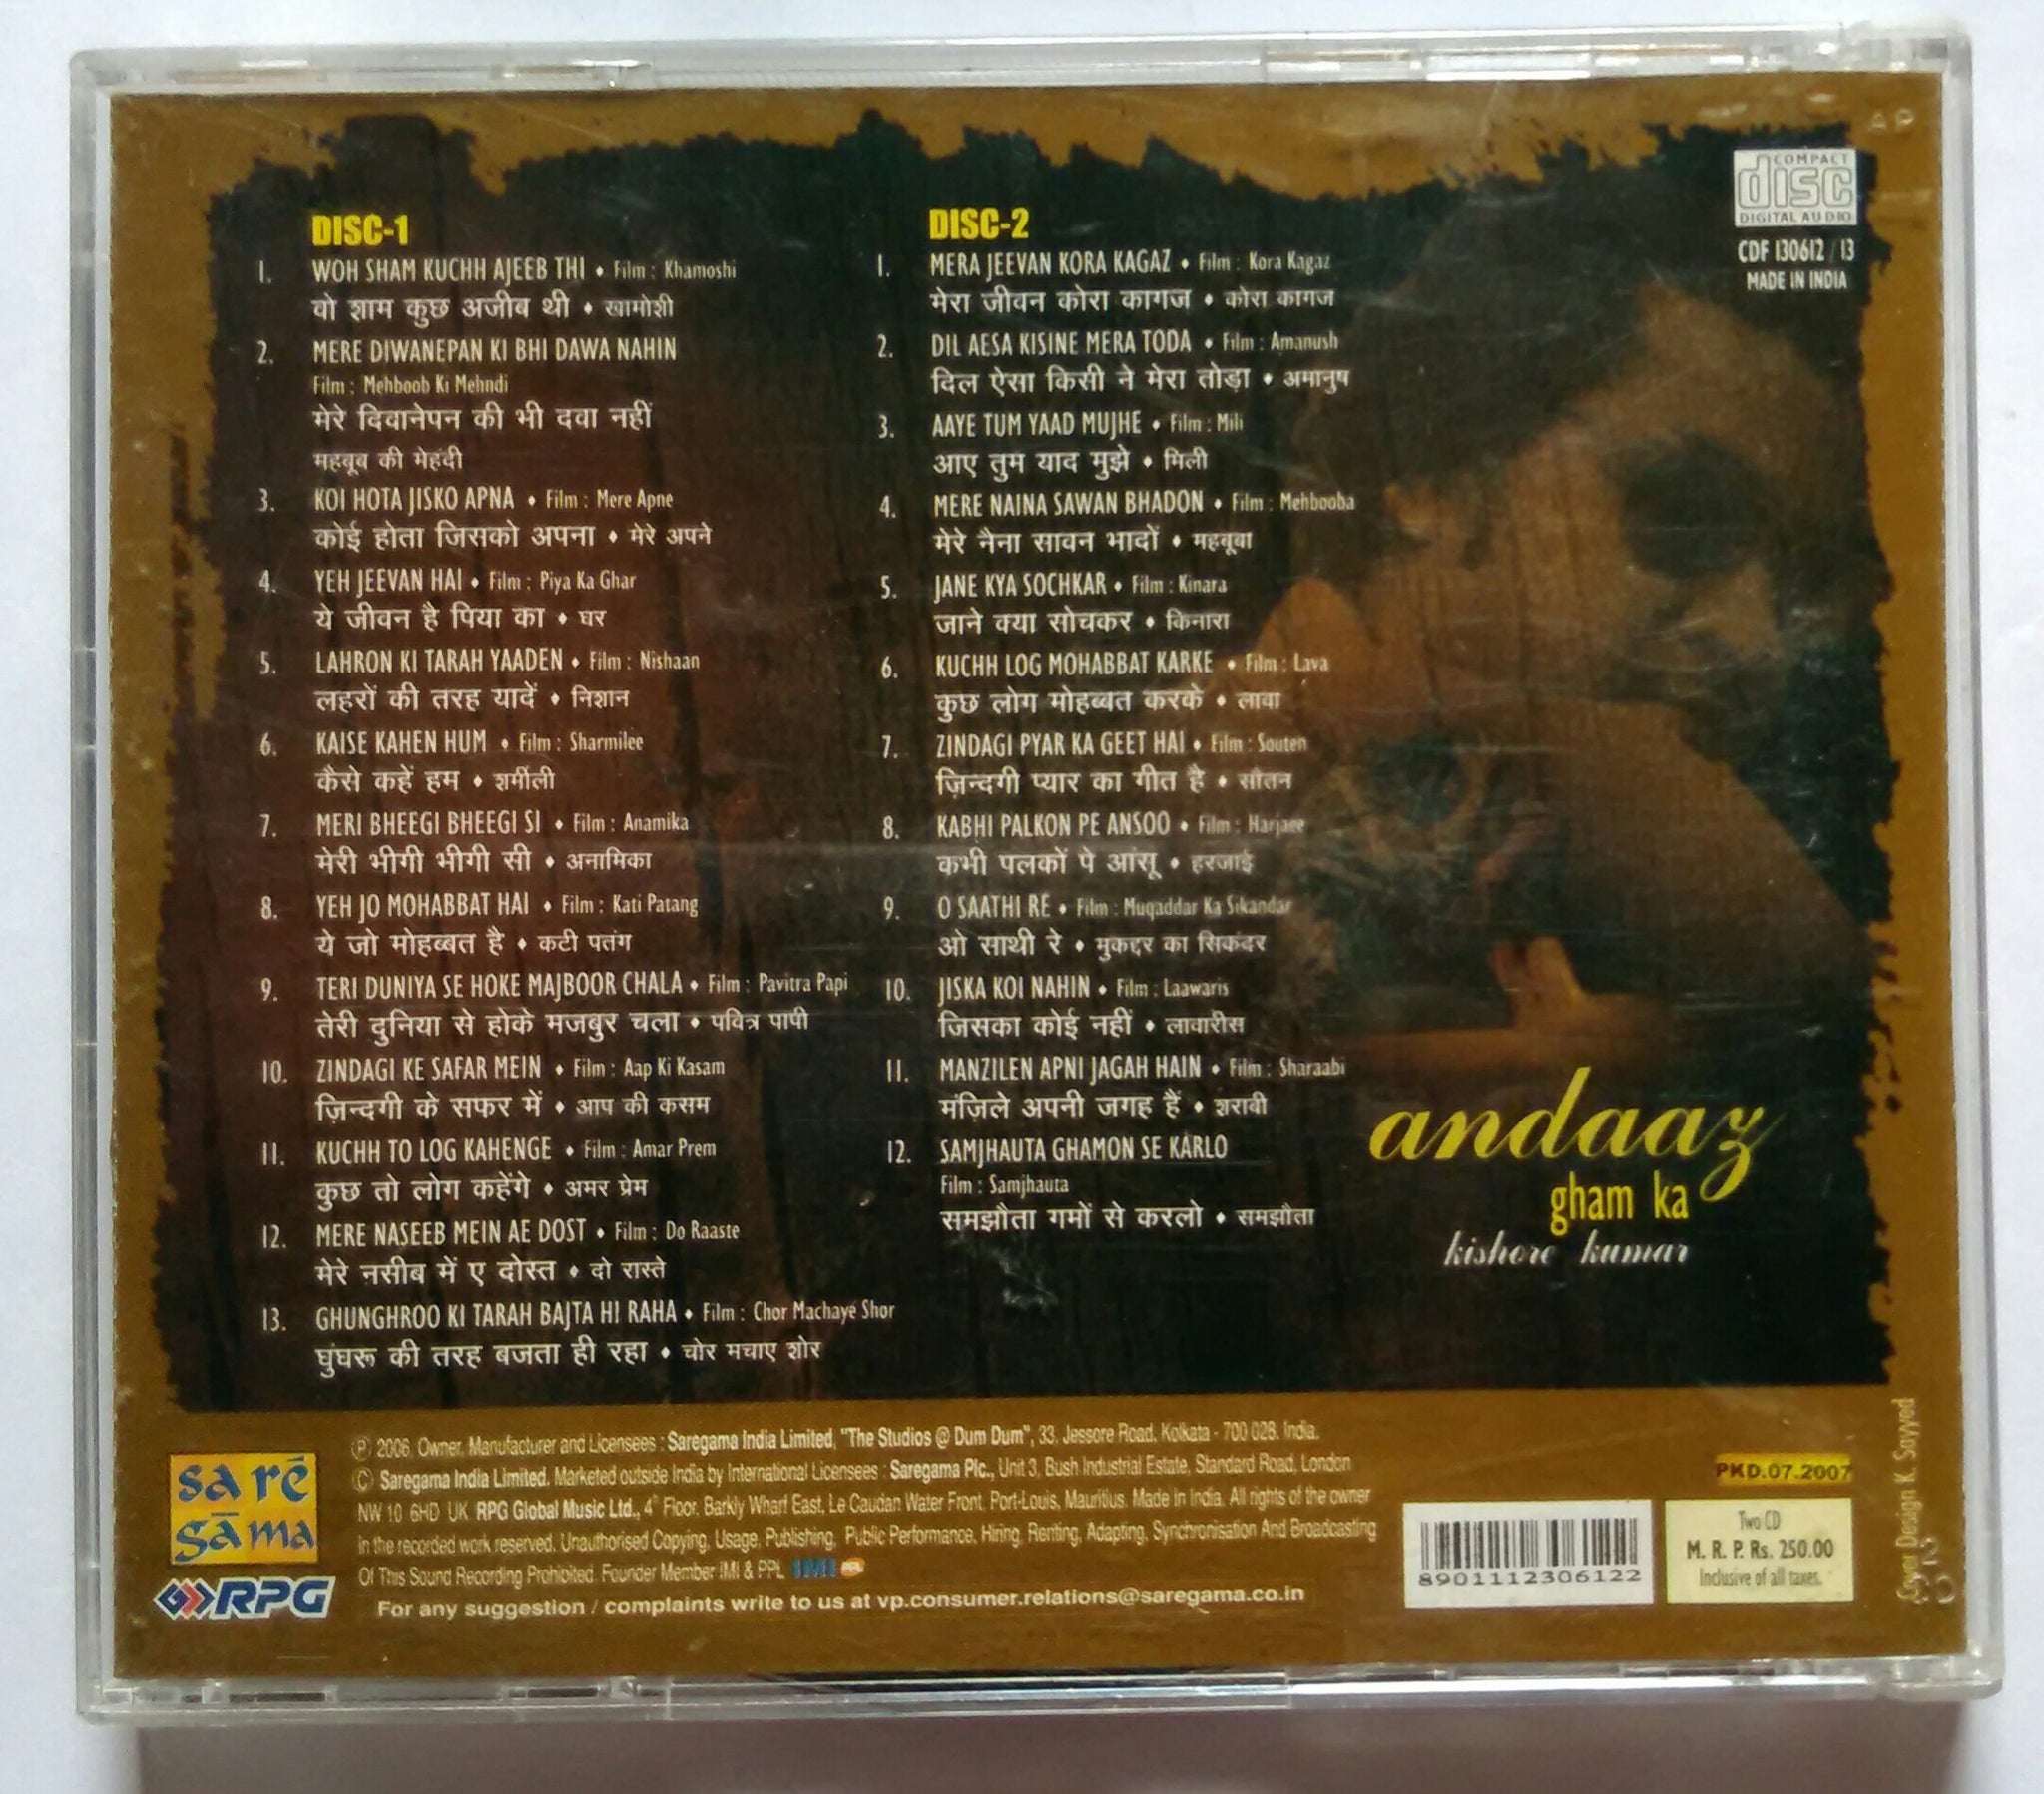 COMPACT
disc
DIGITAL AUDIO
CDF 130612 / 13
MADE IN INDIA
DISC-1
1. WOH SHAM KUCHH AJEEB THI • Film : Khamoshi
वो शाम कुछ अजीब थी • खामोशी
2. MERE DIWANEPAN KI BHI DAWA NAHIN
Film : Mehboob Ki Mehndi
मेरे दिवानेपन की भी दवा नहीं
महबूब की मेहंदी
3. KOI HOTA JISKO APNA • Film : Mere Apne
कोई होता जिसको अपना • मेरे अपने
4. YEH JEEVAN HAI • Film : Piya Ka Ghar
ये जीवन है पिया का • घर
5. LAHRON KI TARAH YAADEN • Film : Nishaan
लहरों की तरह यादें • निशान
6. KAISE KAHEN HUM • Film : Sharmilee
कैसे कहें हम • शर्मीली
7. MERI BHEEGI BHEEGI SI • Film : Anamika
मेरी भीगी भीगी सी • अनामिका
8. YEH JO MOHABBAT HAI • Film : Kati Patang
ये जो मोहब्बत है • कटी पतंग
9. TERI DUNIYA SE HOKE MAJBOOR CHALA • Film : Pavitra Papi
तेरी दुनिया से होके मजबुर चला • पवित्र पापी
10. ZINDAGI KE SAFAR MEIN • Film : Aap Ki Kasam
ज़िन्दगी के सफर में • आप की कसम
11. KUCHH TO LOG KAHENGE • Film : Amar Prem
कुछ तो लोग कहेंगे • अमर प्रेम
12. MERE NASEEB MEIN AE DOST • Film : Do Raaste
मेरे नसीब में ए दोस्त • दो रास्ते
13. GHUNGHROO KI TARAH BAJTA HI RAHA • Film : Chor Machaye Shor
घुंघरू की तरह बजता ही रहा • चोर मचाए शोर
DISC-2
1. MERA JEEVAN KORA KAGAZ • Film : Kora Kagaz
मेरा जीवन कोरा कागज • कोरा कागज
2. DIL AESA KISINE MERA TODA • Film : Amanush
दिल ऐसा किसी ने मेरा तोड़ा • अमानुष
3. AAYE TUM YAAD MUJHE • Film : Mili
आए तुम याद मुझे • मिली
4. MERE NAINA SAWAN BHADON • Film : Mehbooba
मेरे नैना सावन भादों • महबूबा
5. JANE KYA SOCHKAR • Film : Kinara
जाने क्या सोचकर • किनारा
6. KUCHH LOG MOHABBAT KARKE • Film : Lava
कुछ लोग मोहब्बत करके • लावा
7. ZINDAGI PYAR KA GEET HAI • Film : Souten
ज़िन्दगी प्यार का गीत है • सौतन
8. KABHI PALKON PE ANSOO • Film : Harjaee
कभी पलकों पे आंसू • हरजाई
9. O SAATHI RE • Film : Muqaddar Ka Sikandar
ओ साथी रे • मुकद्दर का सिकंदर
10. JISKA KOI NAHIN • Film : Laawaris
जिसका कोई नहीं • लावारीस
11. MANZILEN APNI JAGAH HAIN • Film : Sharaabi
मंज़िले अपनी जगह हैं • शराबी
12. SAMJHAUTA GHAMON SE KARLO
Film : Samjhauta
समझौता गमों से करलो • समझौता
andaaz
gham ka
kishore kumar
sa rē
gā ma
RPG
Ⓟ 2006. Owner, Manufacturer and Licensees : Saregama India Limited, "The Studios @ Dum Dum", 33, Jessore Road, Kolkata - 700 028. India.
© Saregama India Limited. Marketed outside India by International Licensees : Saregama Plc., Unit 3, Bush Industrial Estate, Standard Road, London
NW 10 6HD UK. RPG Global Music Ltd., 4° Floor, Barkly Wharf East, Le Caudan Water Front, Port-Louis, Mauritius. Made in India. All rights of the owner
in the recorded work reserved. Unauthorised Copying, Usage, Publishing, Public Performance, Hiring, Renting, Adapting, Synchronisation And Broadcasting
Of This Sound Recording Prohibited. Founder Member IMI & PPL IMI PPL
For any suggestion / complaints write to us at vp.consumer.relations@saregama.co.in
PKD.07.2007
8901112306122
Two CD
M. R. P. Rs. 250.00
Inclusive of all taxes.
Cover Design K. Sayyed